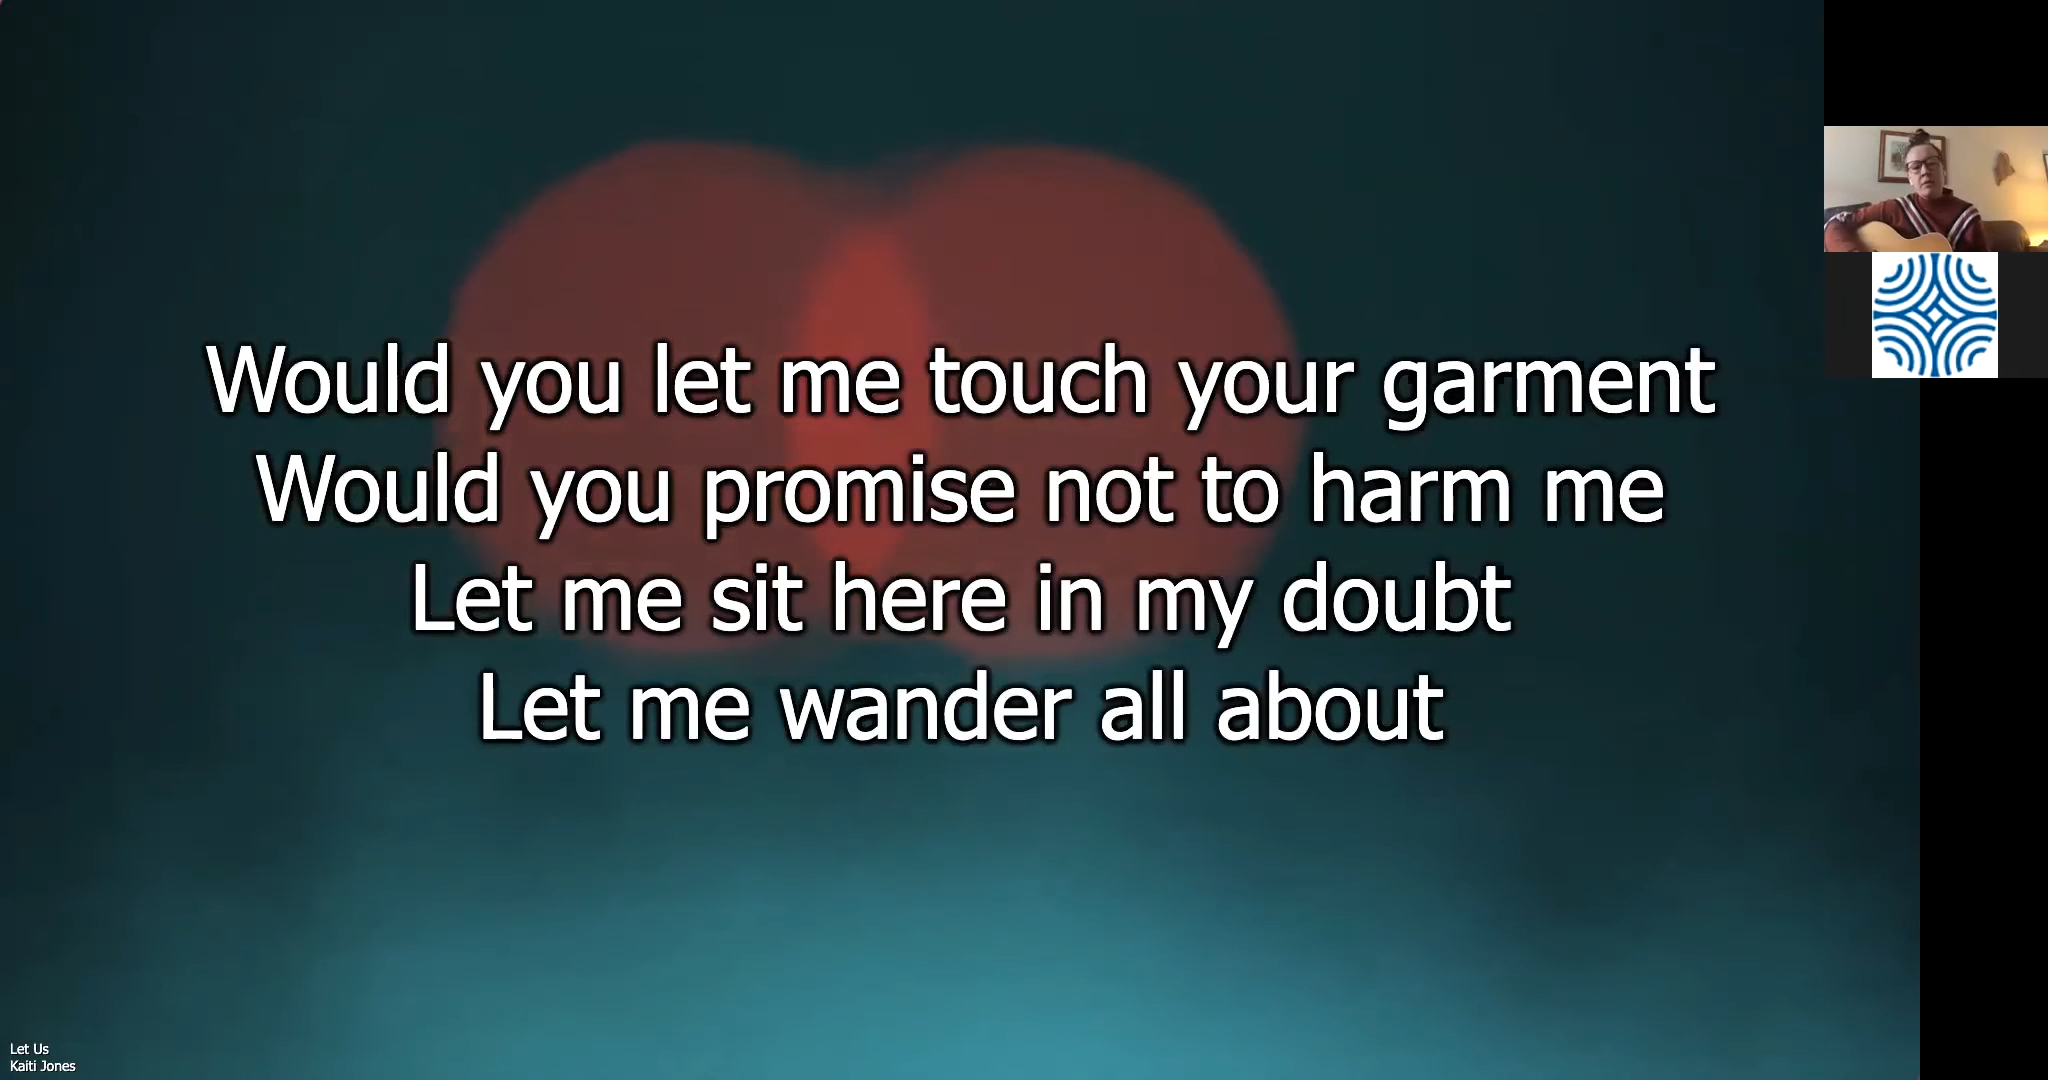 Would you let me touch your garment
Would you promise not to harm me
Let me sit here in my doubt
Let me wander all about
Let Us
Kaiti Jones